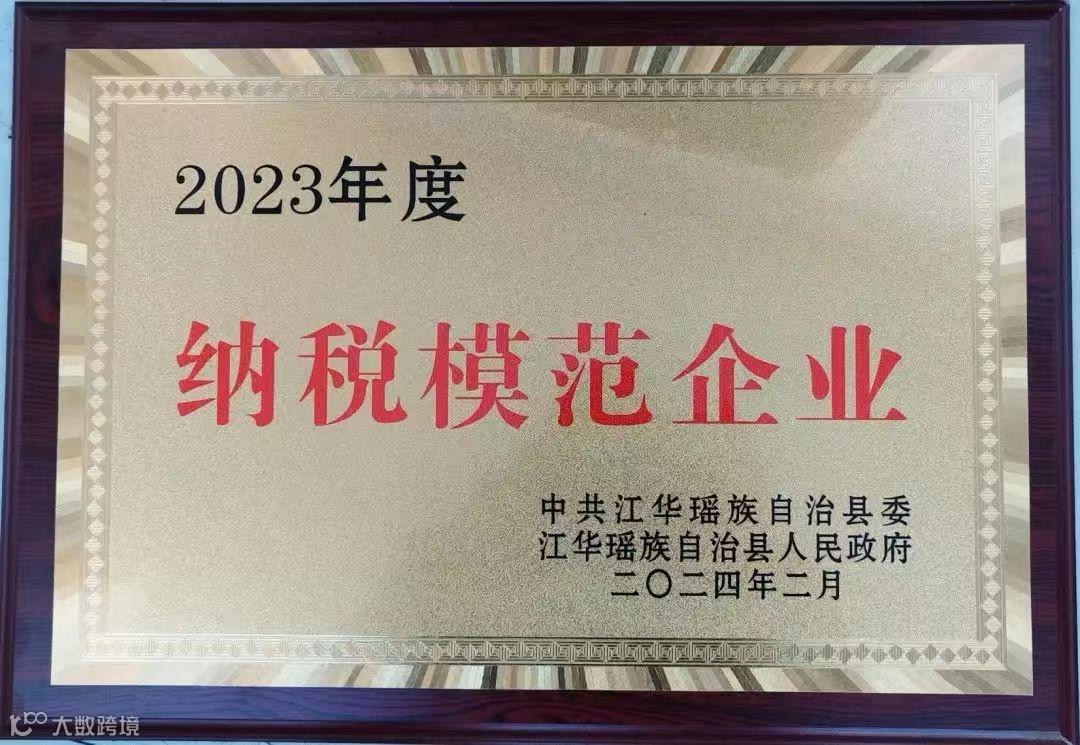 2023年度
纳税模范企业
中共江华瑶族自治县委
江华瑶族自治县人民政府
二〇二四年二月
大数跨境